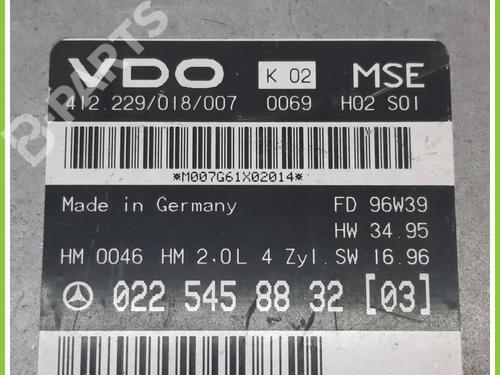 VDO K 02 MSE
412.229/018/007 0069 H02 S01
*M007G61X02014*
Made in Germany FD 96W39
HW 34.95
HM 0046 HM 2.0L 4 Zyl. SW 16.96
022 545 88 32 [03]
B PARTS